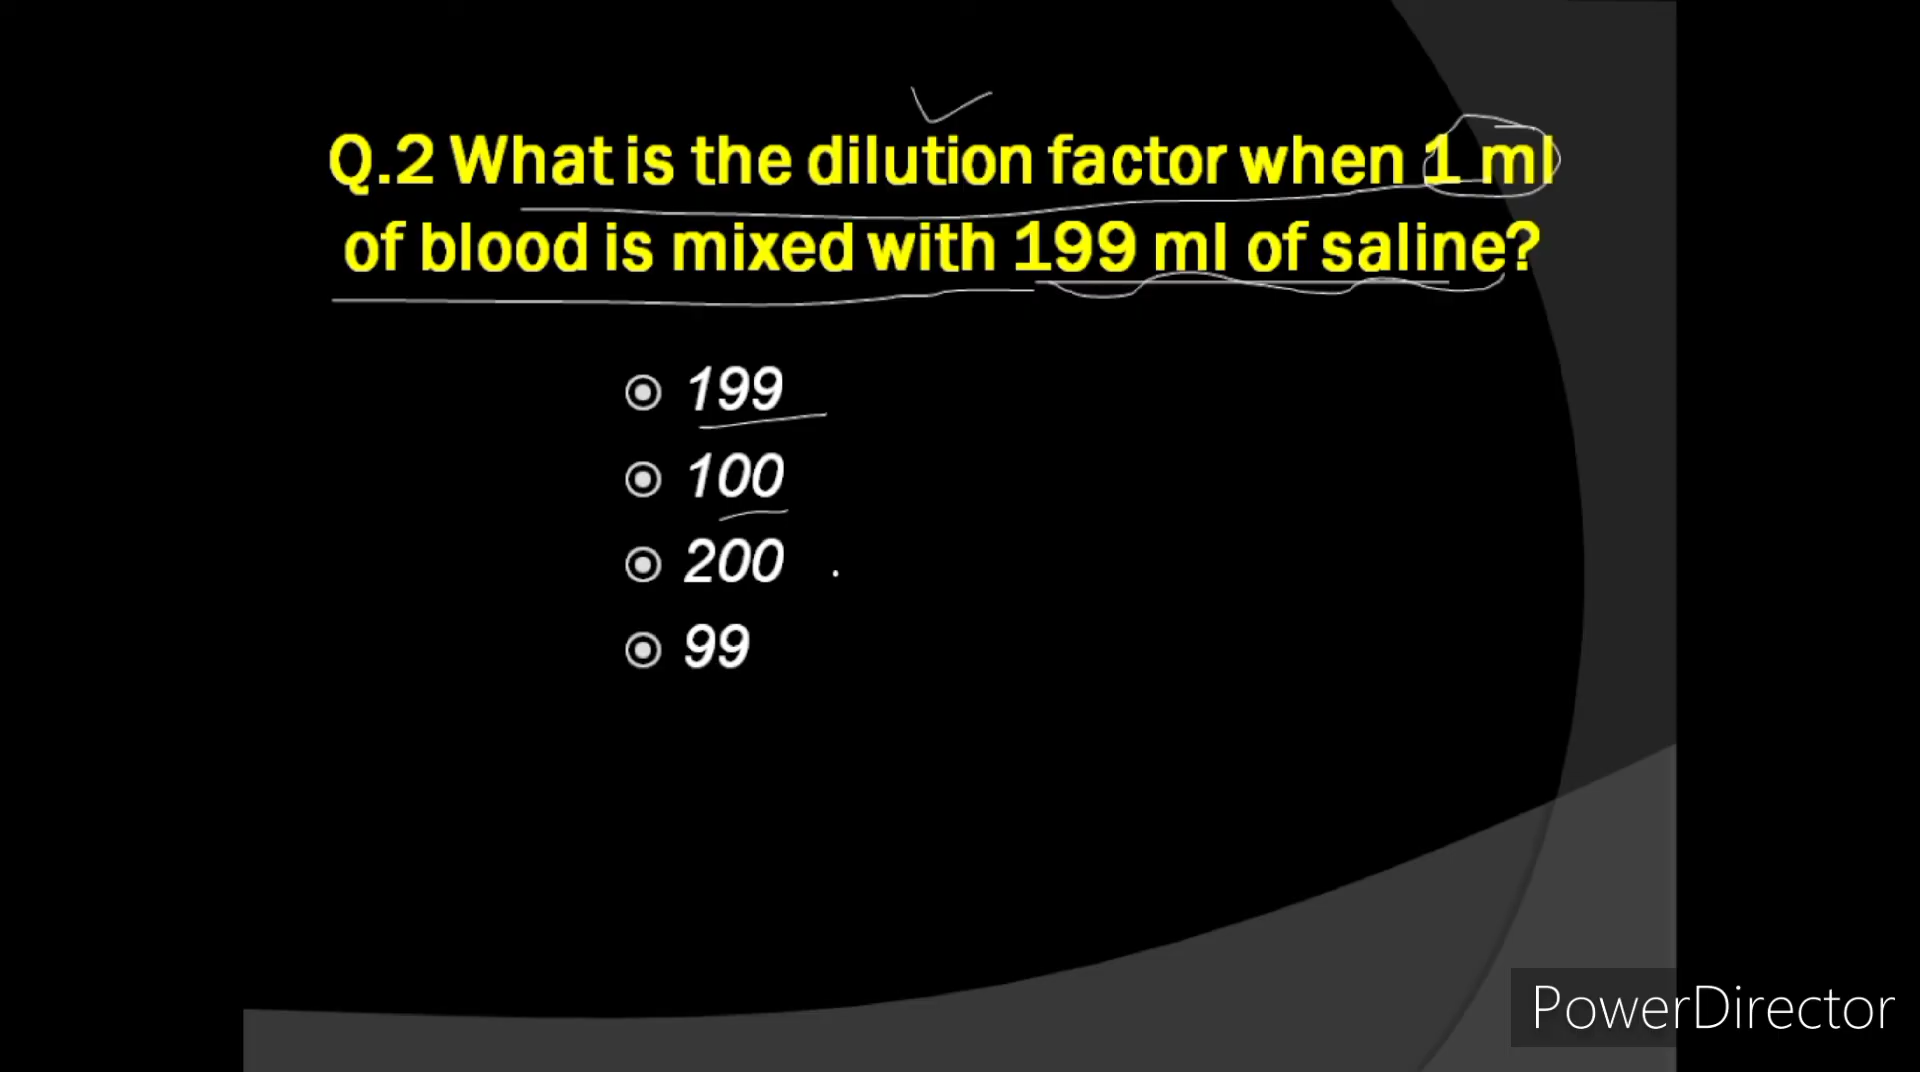 Q.2 What is the dilution factor when 1 ml
of blood is mixed with 199 ml of saline?
199
100
200
99
PowerDirector